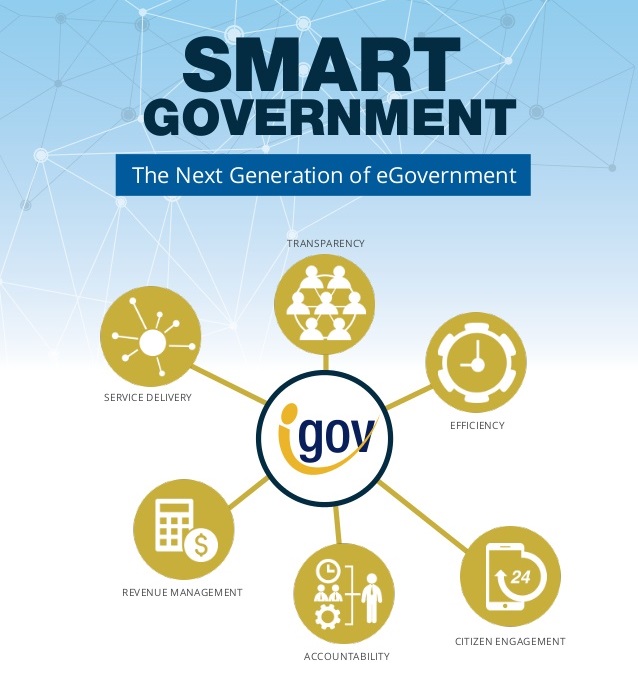 SMART
GOVERNMENT
The Next Generation of eGovernment
TRANSPARENCY
SERVICE DELIVERY
EFFICIENCY
igov
REVENUE MANAGEMENT
$
24
CITIZEN ENGAGEMENT
ACCOUNTABILITY